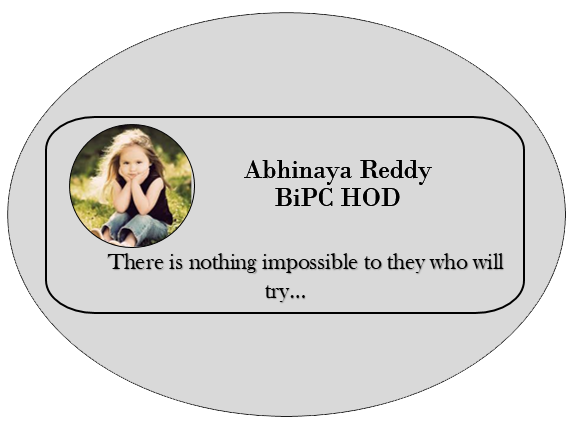 Abhinaya Reddy
BiPC HOD
There is nothing impossible to they who will
try...